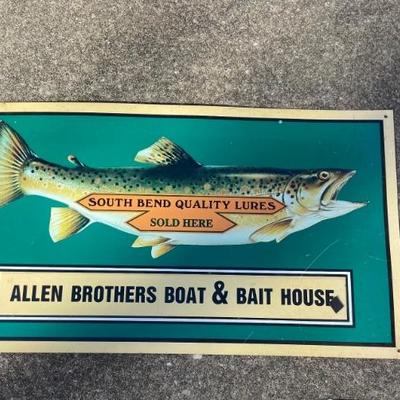 SOUTH BEND QUALITY LURES
SOLD HERE
ALLEN BROTHERS BOAT & BAIT HOUSE